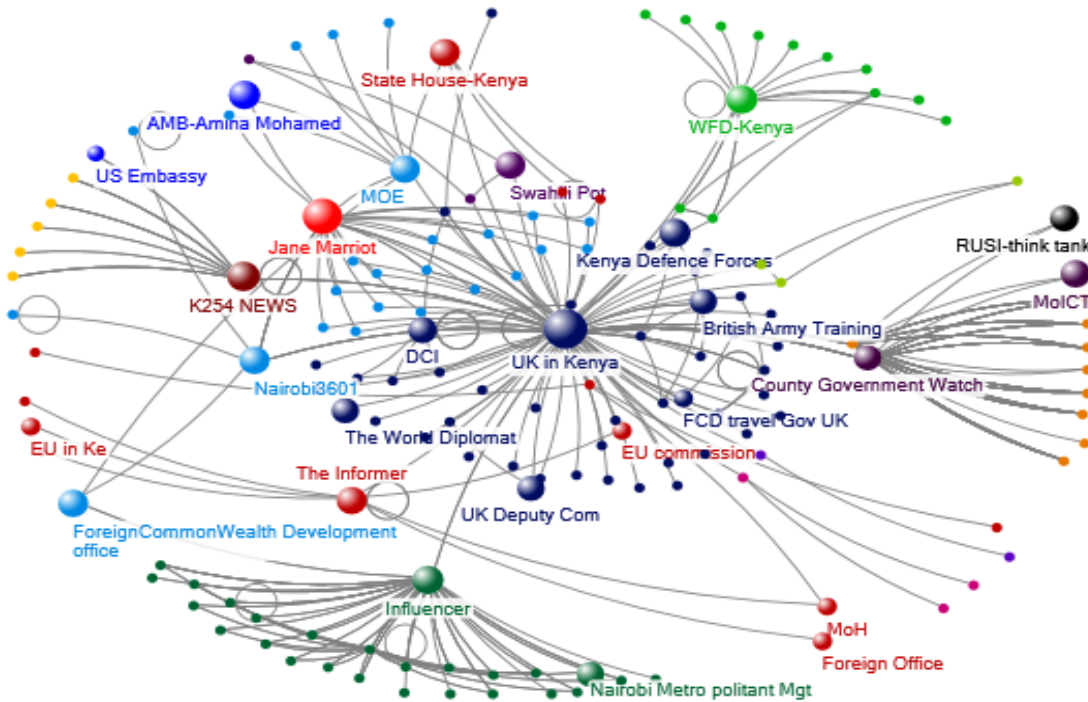 State House-Kenya
AMB-Amina Mohamed
WFD-Kenya
US Embassy
MOE
Swahili Pot
Jane Marriot
Kenya Defence Forces
RUSI-think tank
K254 NEWS
MoICT
British Army Training
DCI
UK in Kenya
Nairobi3601
County Government Watch
The World Diplomat
FCD travel Gov UK
EU in Ke
EU commission
The Informer
UK Deputy Com
ForeignCommonWealth Development
office
Influencer
MoH
Foreign Office
Nairobi Metro politant Mgt